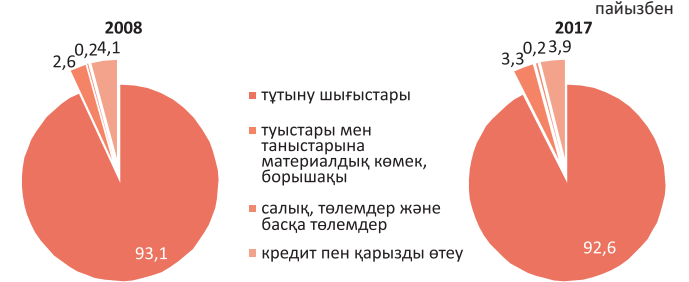 пайызбен
2008
2017
2,6
0,2
4,1
93,1
тұтыну шығыстары
туыстары мен
таныстарына
материалдық көмек,
борышақы
салық, төлемдер және
басқа төлемдер
кредит пен қарызды өтеу
3,3
0,2
3,9
92,6